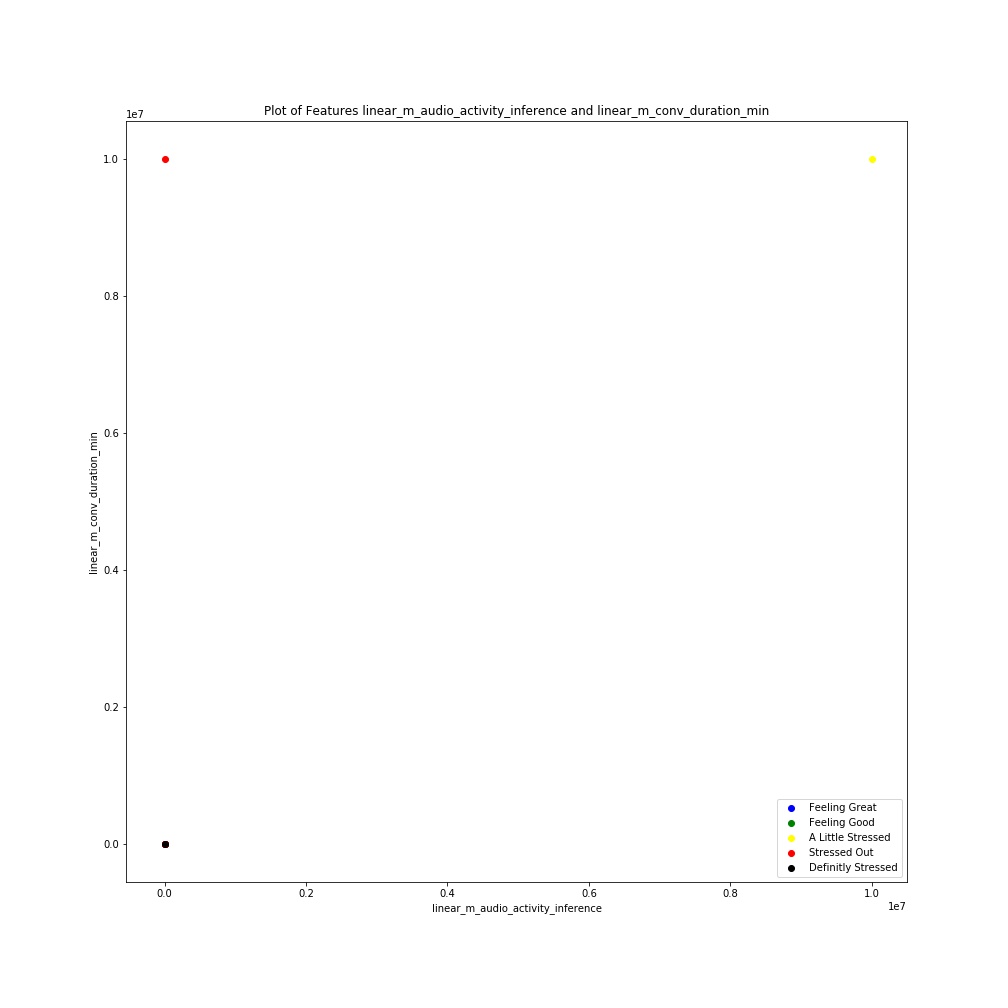 Plot of Features linear_m_audio_activity_inference and linear_m_conv_duration_min
1e7
1.0
0.8
0.6
0.4
0.2
0.0
linear_m_conv_duration_min
Feeling Great
Feeling Good
A Little Stressed
Stressed Out
Definitly Stressed
0.0 0.2 0.4 0.6 0.8 1.0
1e7
linear_m_audio_activity_inference